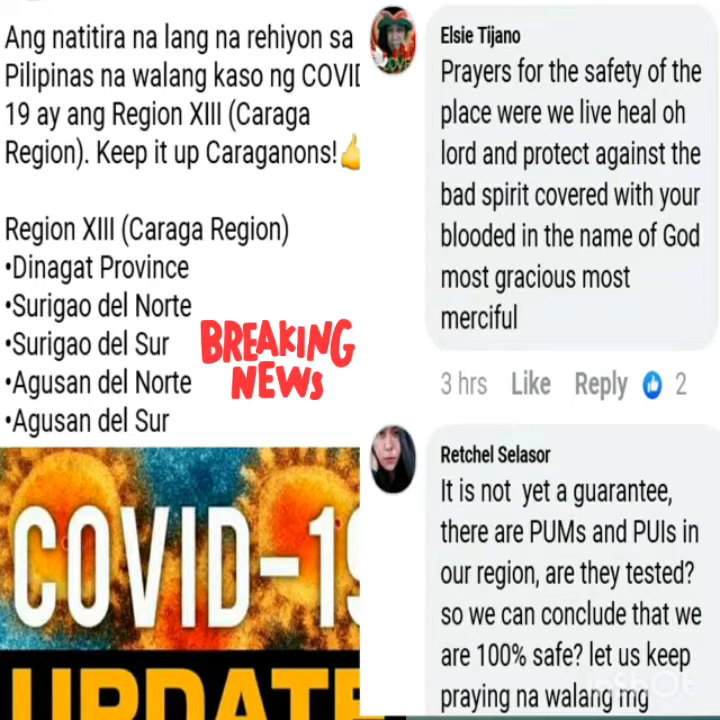 Ang natitira na lang na rehiyon sa
Pilipinas na walang kaso ng COVID
19 ay ang Region XIII (Caraga
Region). Keep it up Caraganons!👍
Region XIII (Caraga Region)
•Dinagat Province
•Surigao del Norte
•Surigao del Sur
•Agusan del Norte
•Agusan del Sur
BREAKING
NEWS
COVID-19
UPDATE
Elsie Tijano
Prayers for the safety of the
place were we live heal oh
lord and protect against the
bad spirit covered with your
blooded in the name of God
most gracious most
merciful
3 hrs Like Reply 2
Retchel Selasor
It is not yet a guarantee,
there are PUMs and PUIs in
our region, are they tested?
so we can conclude that we
are 100% safe? let us keep
praying na walang mg
InShOt